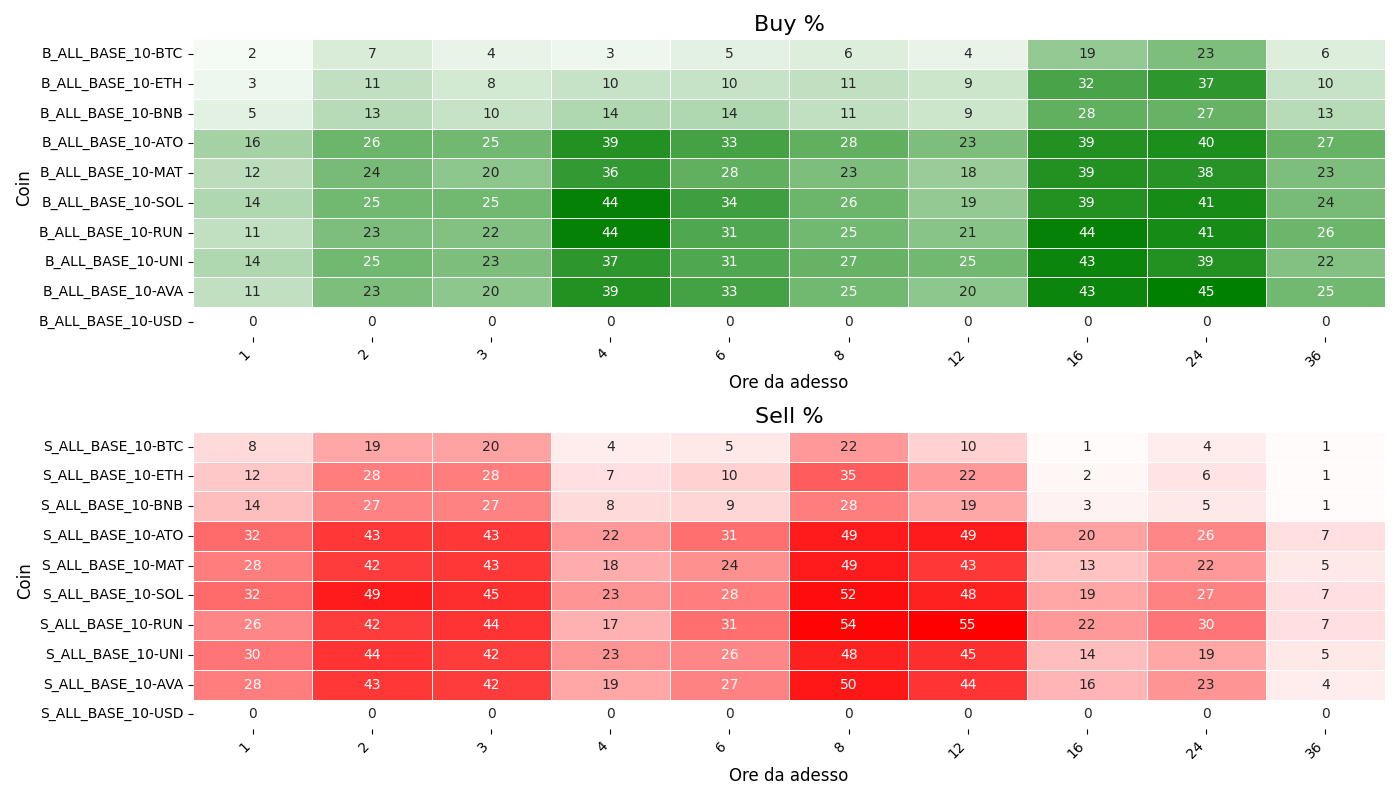 Buy %
Coin
B_ALL_BASE_10-BTC 2 7 4 3 5 6 4 19 23 6
B_ALL_BASE_10-ETH 3 11 8 10 10 11 9 32 37 10
B_ALL_BASE_10-BNB 5 13 10 14 14 11 9 28 27 13
B_ALL_BASE_10-ATO 16 26 25 39 33 28 23 39 40 27
B_ALL_BASE_10-MAT 12 24 20 36 28 23 18 39 38 23
B_ALL_BASE_10-SOL 14 25 25 44 34 26 19 39 41 24
B_ALL_BASE_10-RUN 11 23 22 44 31 25 21 44 41 26
B_ALL_BASE_10-UNI 14 25 23 37 31 27 25 43 39 22
B_ALL_BASE_10-AVA 11 23 20 39 33 25 20 43 45 25
B_ALL_BASE_10-USD 0 0 0 0 0 0 0 0 0 0
1 2 3 4 6 8 12 16 24 36
Ore da adesso
Sell %
Coin
S_ALL_BASE_10-BTC 8 19 20 4 5 22 10 1 4 1
S_ALL_BASE_10-ETH 12 28 28 7 10 35 22 2 6 1
S_ALL_BASE_10-BNB 14 27 27 8 9 28 19 3 5 1
S_ALL_BASE_10-ATO 32 43 43 22 31 49 49 20 26 7
S_ALL_BASE_10-MAT 28 42 43 18 24 49 43 13 22 5
S_ALL_BASE_10-SOL 32 49 45 23 28 52 48 19 27 7
S_ALL_BASE_10-RUN 26 42 44 17 31 54 55 22 30 7
S_ALL_BASE_10-UNI 30 44 42 23 26 48 45 14 19 5
S_ALL_BASE_10-AVA 28 43 42 19 27 50 44 16 23 4
S_ALL_BASE_10-USD 0 0 0 0 0 0 0 0 0 0
1 2 3 4 6 8 12 16 24 36
Ore da adesso